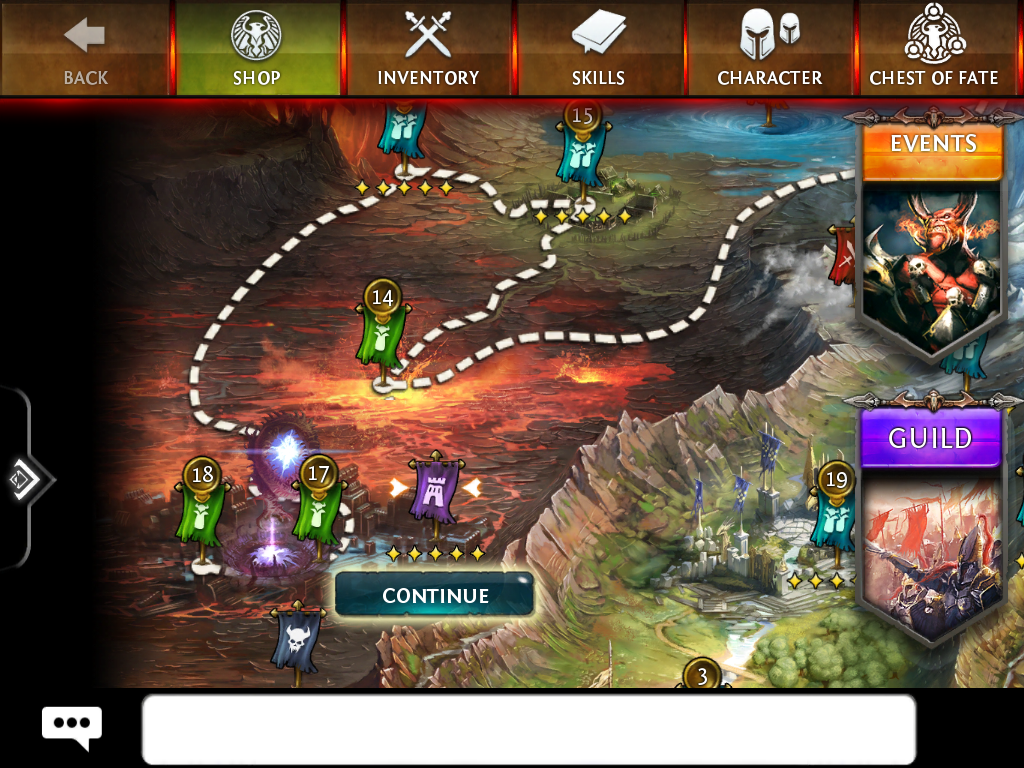 BACK
SHOP
INVENTORY
SKILLS
CHARACTER
CHEST OF FATE
15
EVENTS
14
GUILD
18
17
19
CONTINUE
3